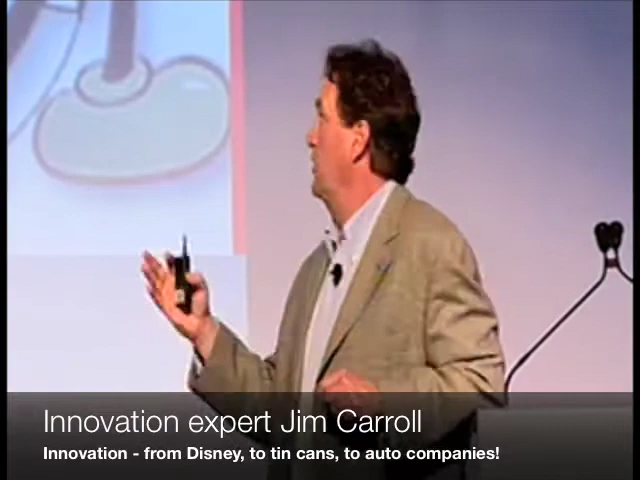 Innovation expert Jim Carroll
Innovation - from Disney, to tin cans, to auto companies!